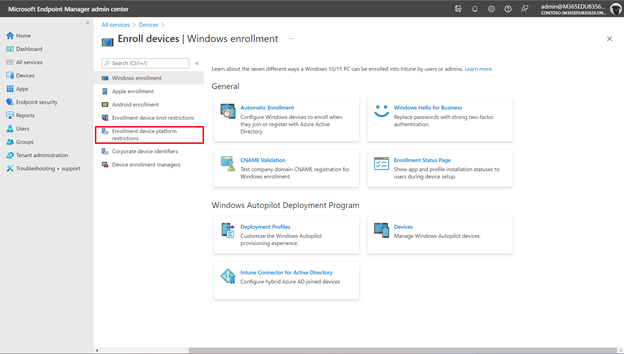 Microsoft Endpoint Manager admin center
admin@M365EDU8356...
CONTOSO (M365EDU835626.ON...
Home
Dashboard
All services
Devices
Apps
Endpoint security
Reports
Users
Groups
Tenant administration
Troubleshooting + support
All services > Devices >
Enroll devices | Windows enrollment ...
Search (Ctrl+/)
Windows enrollment
Apple enrollment
Android enrollment
Enrollment device limit restrictions
Enrollment device platform
restrictions
Corporate device identifiers
Device enrollment managers
Learn about the seven different ways a Windows 10/11 PC can be enrolled into Intune by users or admins. Learn more.
General
Automatic Enrollment
Configure Windows devices to enroll when
they join or register with Azure Active
Directory.
Windows Hello for Business
Replace passwords with strong two-factor
authentication.
CNAME Validation
Test company domain CNAME registration for
Windows enrollment.
Enrollment Status Page
Show app and profile installation statuses to
users during device setup.
Windows Autopilot Deployment Program
Deployment Profiles
Customize the Windows Autopilot
provisioning experience.
Devices
Manage Windows Autopilot devices.
Intune Connector for Active Directory
Configure hybrid Azure AD joined devices